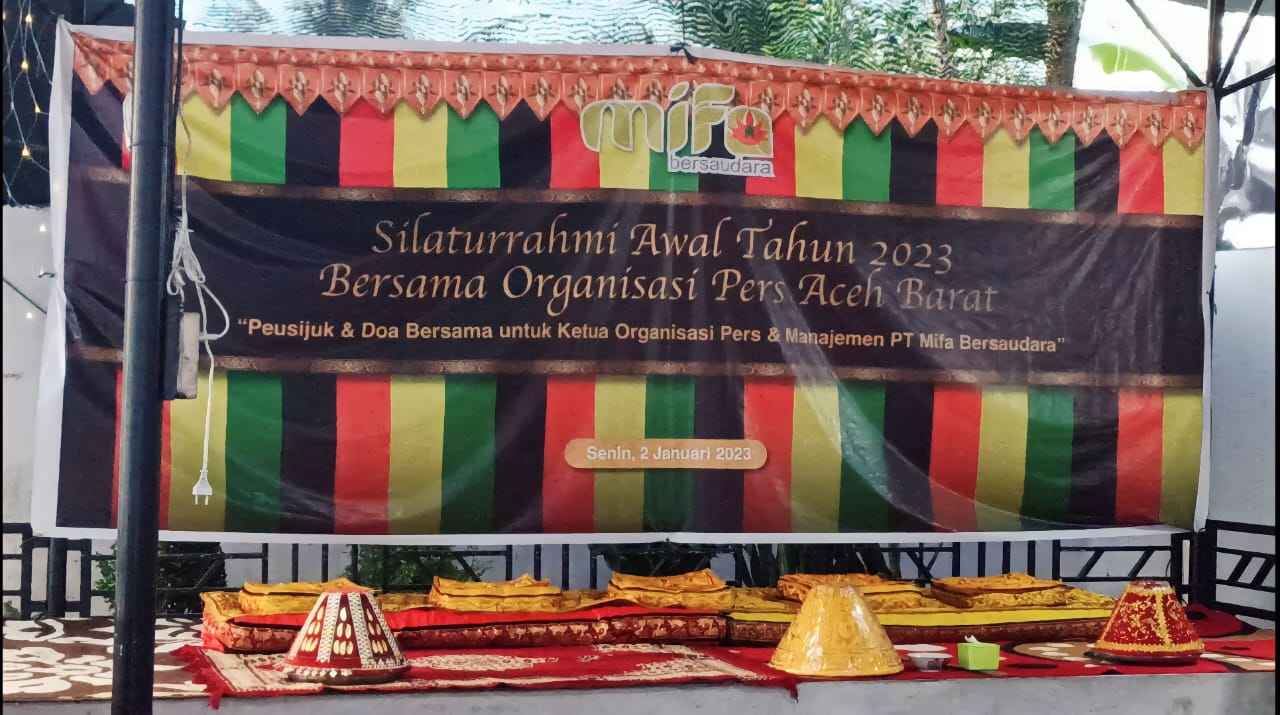 mifa
bersaudara
Silaturrahmi Awal Tahun 2023
Bersama Organisasi Pers Aceh Barat
“Peusijuk & Doa Bersama untuk Ketua Organisasi Pers & Manajemen PT Mifa Bersaudara”
Senin, 2 Januari 2023